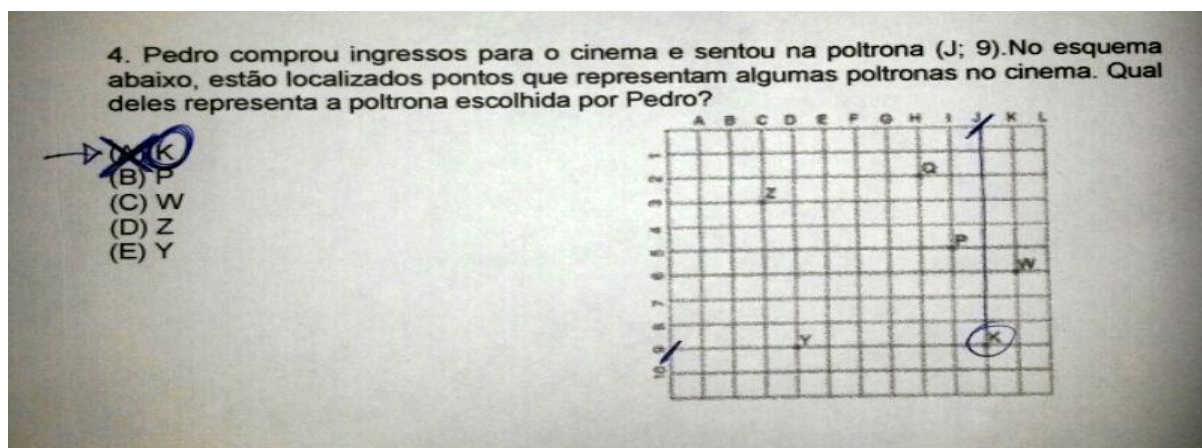 4. Pedro comprou ingressos para o cinema e sentou na poltrona (J; 9).No esquema
abaixo, estão localizados pontos que representam algumas poltronas no cinema. Qual
deles representa a poltrona escolhida por Pedro?
(A) K
(B) P
(C) W
(D) Z
(E) Y
A B C D E F G H I J K L
1
2
Q
3
Z
4
5
P
6
W
7
8
9
Y
K
10